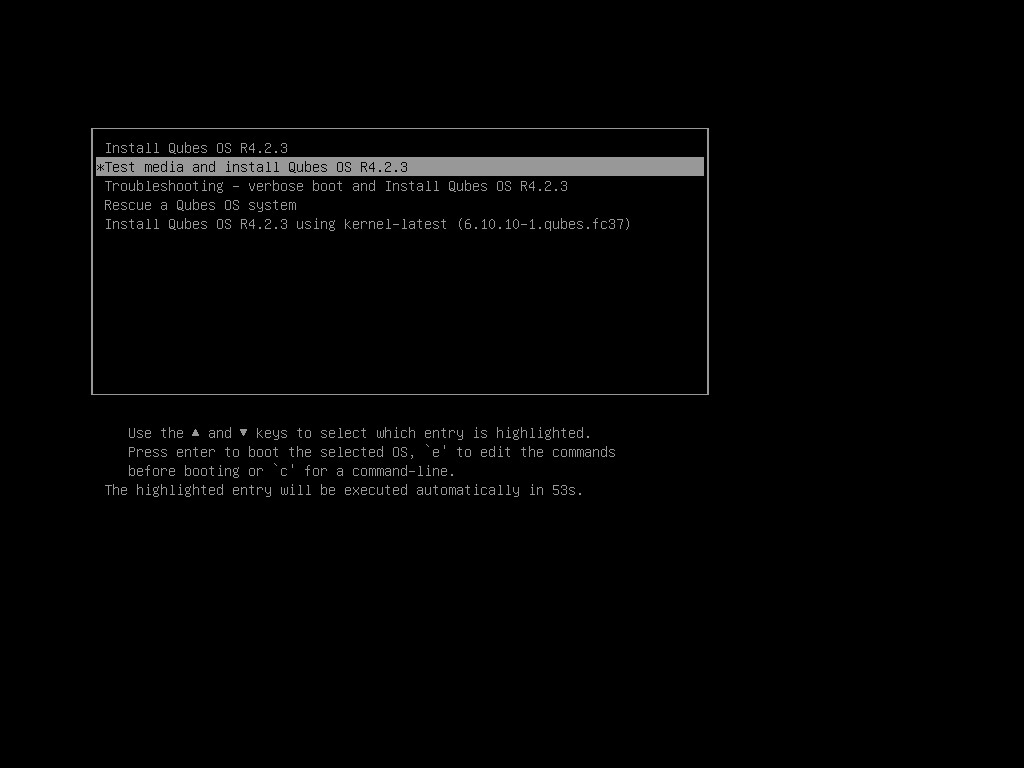 Install Qubes OS R4.2.3
*Test media and install Qubes OS R4.2.3
Troubleshooting - verbose boot and Install Qubes OS R4.2.3
Rescue a Qubes OS system
Install Qubes OS R4.2.3 using kernel-latest (6.10.10-1.qubes.fc37)
Use the ▲ and ▼ keys to select which entry is highlighted.
Press enter to boot the selected OS, `e' to edit the commands
before booting or `c' for a command-line.
The highlighted entry will be executed automatically in 53s.